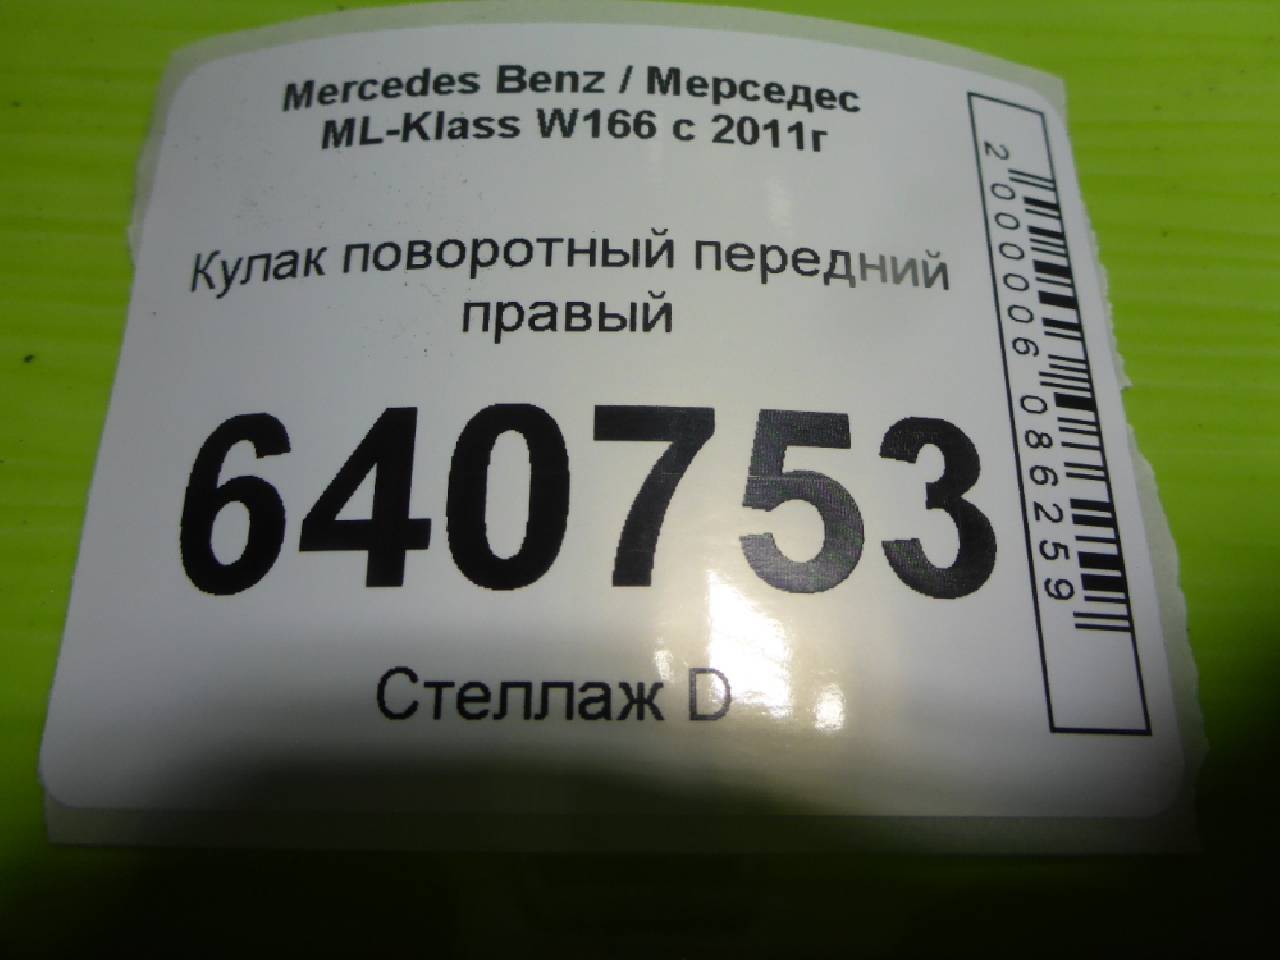 Mercedes Benz / Мерседес
ML-Klass W166 с 2011г
Кулак поворотный передний
правый
640753
Стеллаж D
2000006086259